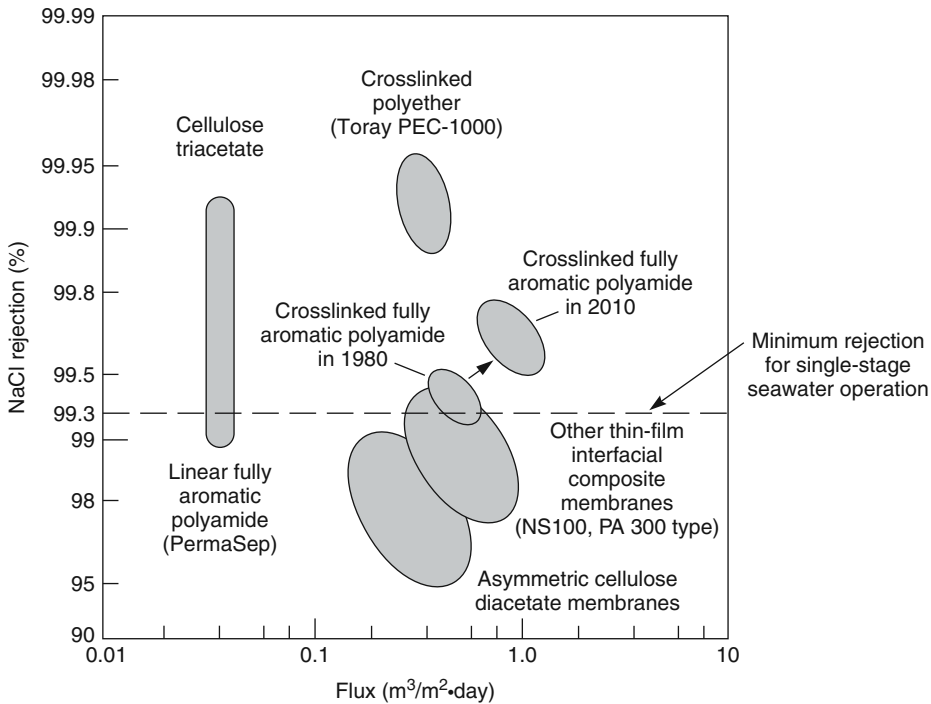 99.99
99.98
99.95
99.9
99.8
99.5
99.3
99
98
95
90
NaCl rejection (%)
Cellulose
triacetate
Crosslinked
polyether
(Toray PEC-1000)
Crosslinked fully
aromatic polyamide
in 2010
Crosslinked fully
aromatic polyamide
in 1980
Minimum rejection
for single-stage
seawater operation
Linear fully
aromatic
polyamide
(PermaSep)
Other thin-film
interfacial
composite
membranes
(NS100, PA 300 type)
Asymmetric cellulose
diacetate membranes
0.01
0.1
1.0
10
Flux (m³/m²•day)